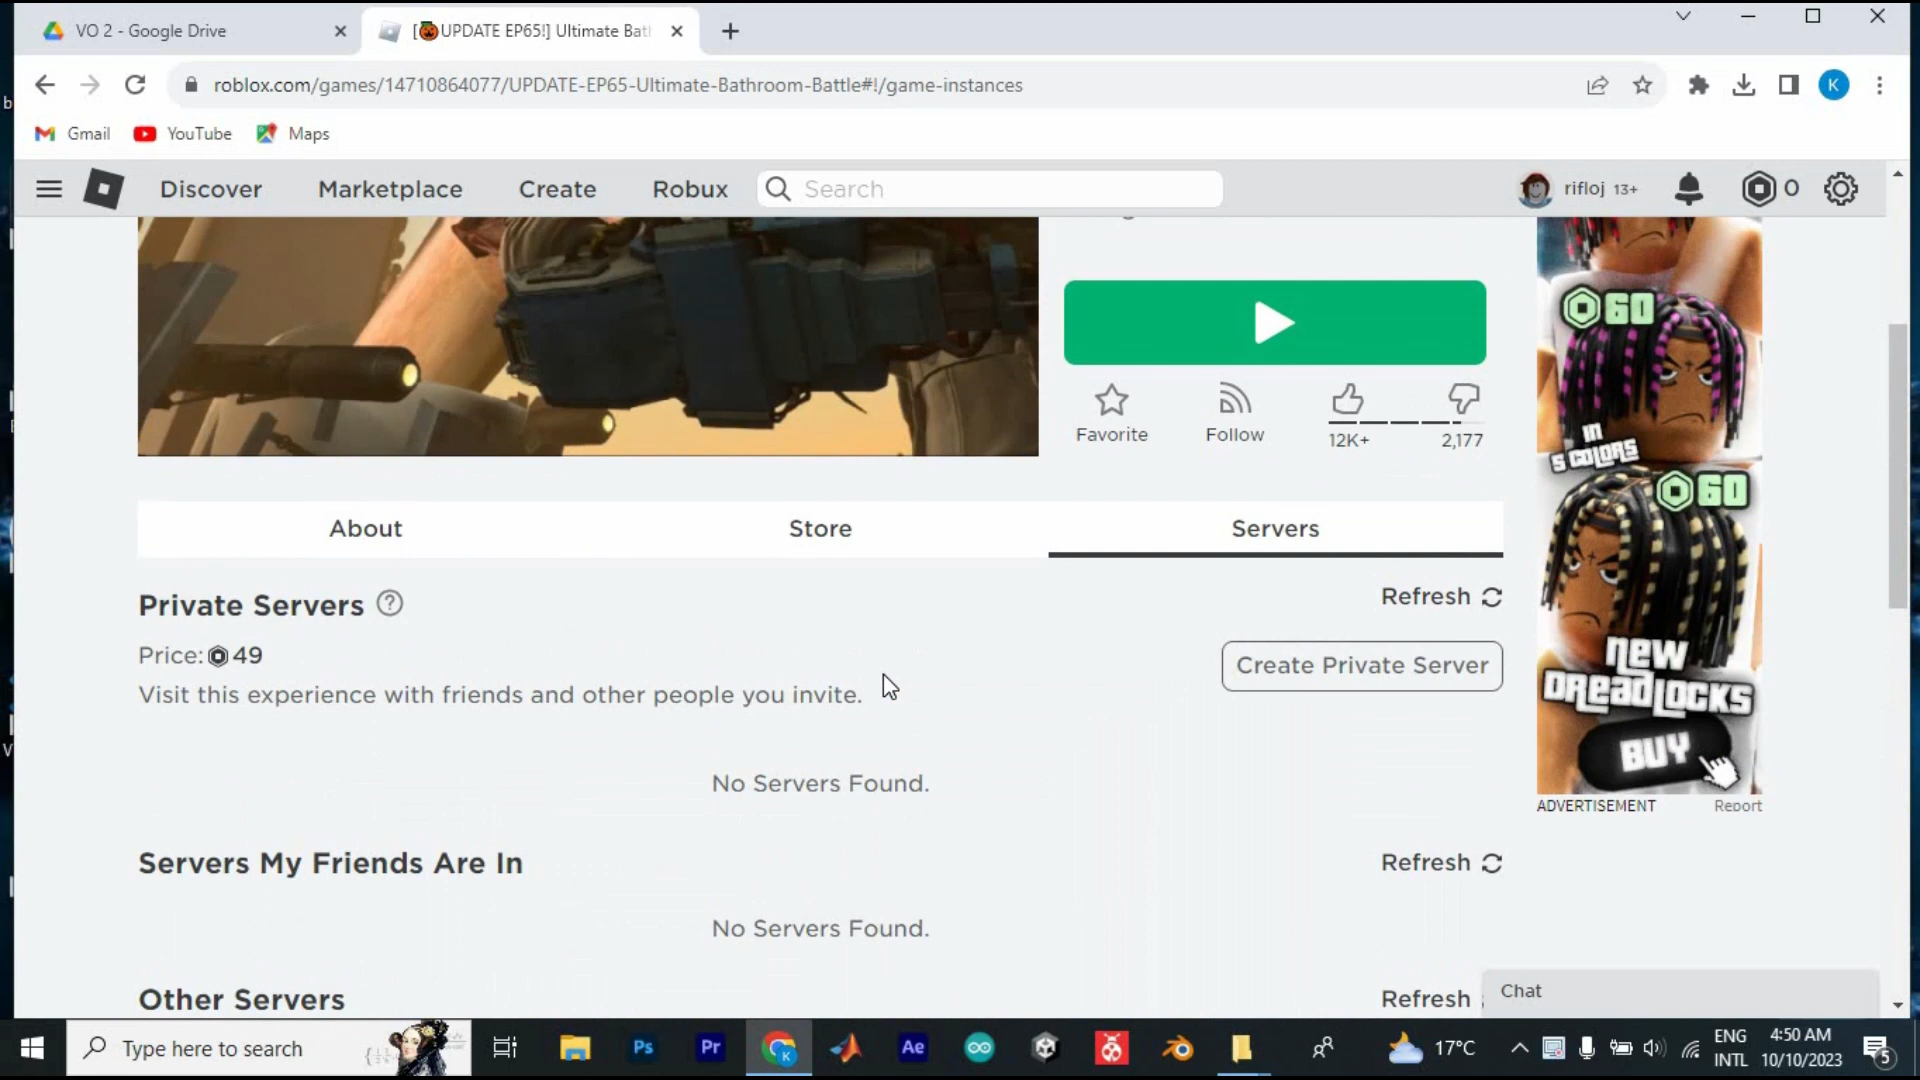 VO 2 - Google Drive
[🎃UPDATE EP65!] Ultimate Bat
roblox.com/games/14710864077/UPDATE-EP65-Ultimate-Bathroom-Battle#!/game-instances
K
Gmail
YouTube
Maps
Discover
Marketplace
Create
Robux
Search
rifloj 13+
0
60
Favorite
Follow
12K+
2,177
IN
5 COLORS
60
About
Store
Servers
Private Servers ?
Refresh
Price: 49
Create Private Server
Visit this experience with friends and other people you invite.
NEW
DREADLOCKS
BUY
No Servers Found.
ADVERTISEMENT
Report
Servers My Friends Are In
Refresh
No Servers Found.
Other Servers
Refresh
Chat
Type here to search
Ps
Pr
K
Ae
17°C
ENG
INTL
4:50 AM
10/10/2023
5